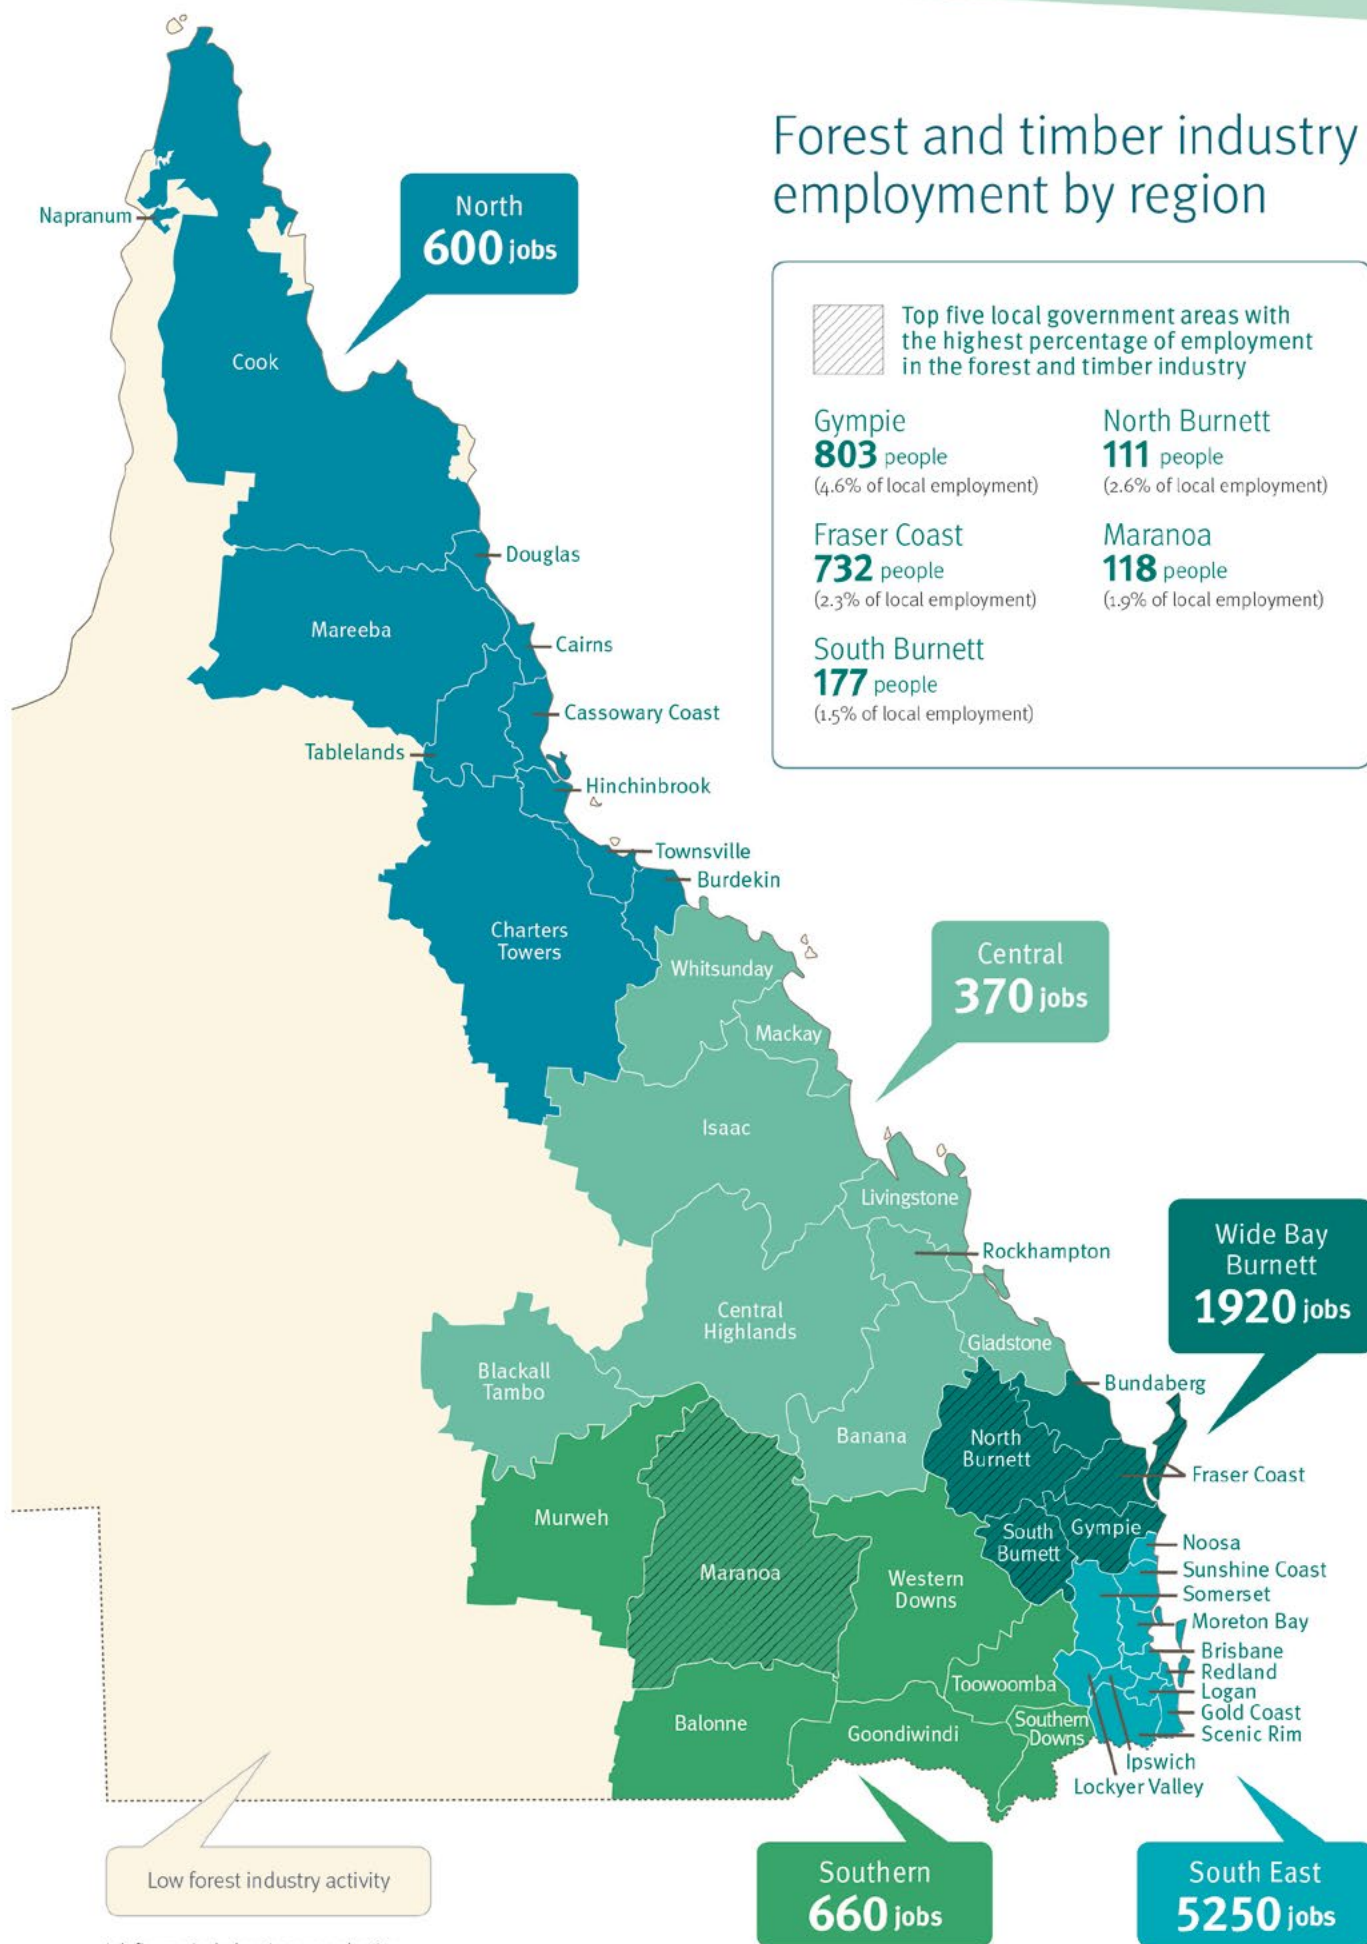 Forest and timber industry
employment by region
Top five local government areas with
the highest percentage of employment
in the forest and timber industry
Gympie
803 people
(4.6% of local employment)
North Burnett
111 people
(2.6% of local employment)
Fraser Coast
732 people
(2.3% of local employment)
Maranoa
118 people
(1.9% of local employment)
South Burnett
177 people
(1.5% of local employment)
North
600 jobs
Napranum
Cook
Douglas
Mareeba
Cairns
Cassowary Coast
Tablelands
Hinchinbrook
Townsville
Burdekin
Charters
Towers
Whitsunday
Central
370 jobs
Mackay
Isaac
Livingstone
Rockhampton
Wide Bay
Burnett
1920 jobs
Central
Highlands
Gladstone
Blackall
Tambo
Bundaberg
Banana
North
Burnett
Fraser Coast
Murweh
South
Burnett
Gympie
Noosa
Maranoa
Western
Downs
Sunshine Coast
Somerset
Moreton Bay
Brisbane
Redland
Logan
Gold Coast
Scenic Rim
Toowoomba
Balonne
Goondiwindi
Southern
Downs
Ipswich
Lockyer Valley
Low forest industry activity
Southern
660 jobs
South East
5250 jobs